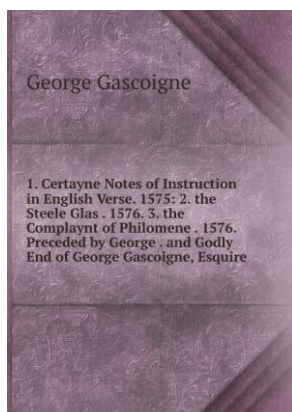 George Gascoigne
1. Certayne Notes of Instruction
in English Verse. 1575: 2. the
Steele Glas . 1576. 3. the
Complaynt of Philomene . 1576.
Preceded by George . and Godly
End of George Gascoigne, Esquire